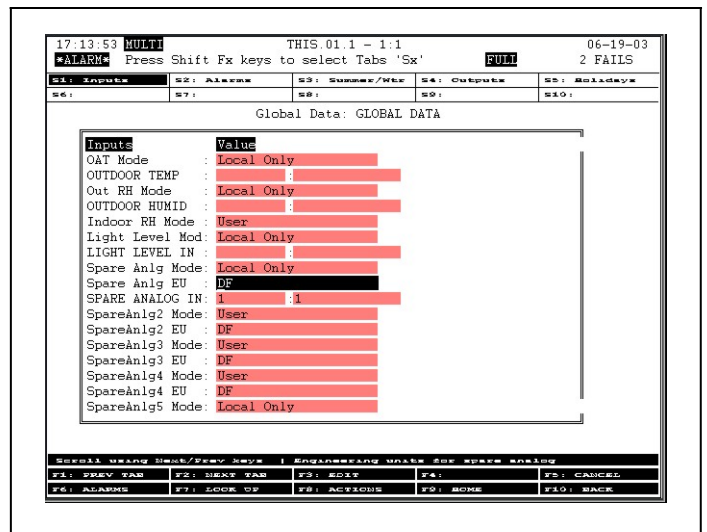 17:13:53 MULTI THIS.01.1 - 1:1 06-19-03
*ALARM* Press Shift Fx keys to select Tabs 'Sx' FULL 2 FAILS
S1: Inputs S2: Alarms S3: Summer/Wtr S4: Outputs S5: Holidays
S6: S7: S8: S9: S10:
Global Data: GLOBAL DATA
Inputs Value
OAT Mode : Local Only
OUTDOOR TEMP : :
Out RH Mode : Local Only
OUTDOOR HUMID : :
Indoor RH Mode : User
Light Level Mod: Local Only
LIGHT LEVEL IN : :
Spare Anlg Mode: Local Only
Spare Anlg EU : DF
SPARE ANALOG IN: 1 :1
SpareAnlg2 Mode: User
SpareAnlg2 EU : DF
SpareAnlg3 Mode: User
SpareAnlg3 EU : DF
SpareAnlg4 Mode: User
SpareAnlg4 EU : DF
SpareAnlg5 Mode: Local Only
Scroll using Next/Prev keys | Engineering units for spare analog
F1: PREV TAB F2: NEXT TAB F3: EDIT F4: F5: CANCEL
F6: ALARMS F7: LOOK UP F8: ACTIONS F9: HOME F10: BACK